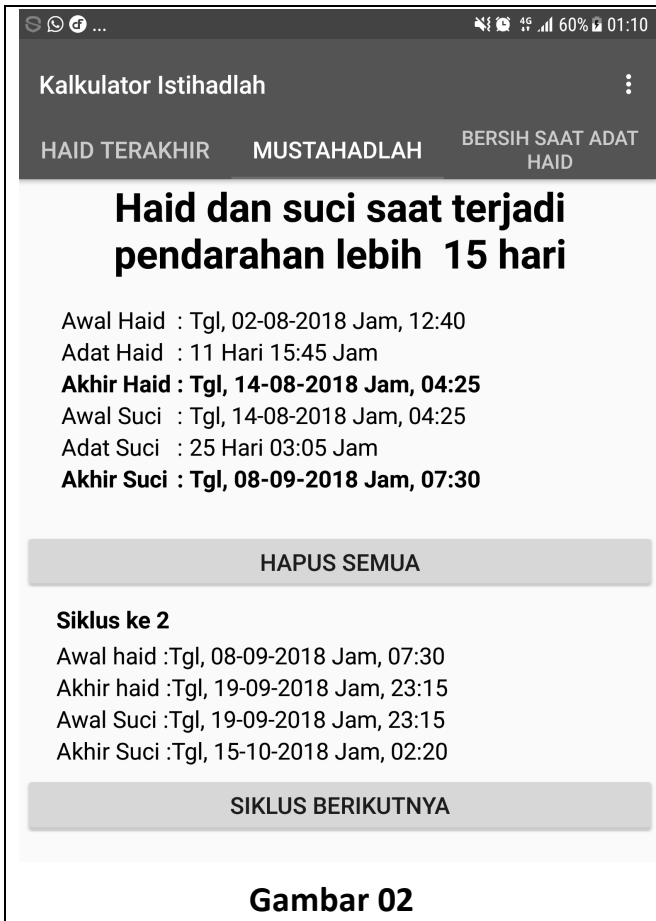 ... 4G 60% 01:10
Kalkulator Istihadlah
HAID TERAKHIR MUSTAHADLAH BERSIH SAAT ADAT HAID
Haid dan suci saat terjadi
pendarahan lebih 15 hari
Awal Haid : Tgl, 02-08-2018 Jam, 12:40
Adat Haid : 11 Hari 15:45 Jam
Akhir Haid : Tgl, 14-08-2018 Jam, 04:25
Awal Suci : Tgl, 14-08-2018 Jam, 04:25
Adat Suci : 25 Hari 03:05 Jam
Akhir Suci : Tgl, 08-09-2018 Jam, 07:30
HAPUS SEMUA
Siklus ke 2
Awal haid :Tgl, 08-09-2018 Jam, 07:30
Akhir haid :Tgl, 19-09-2018 Jam, 23:15
Awal Suci :Tgl, 19-09-2018 Jam, 23:15
Akhir Suci :Tgl, 15-10-2018 Jam, 02:20
SIKLUS BERIKUTNYA
Gambar 02